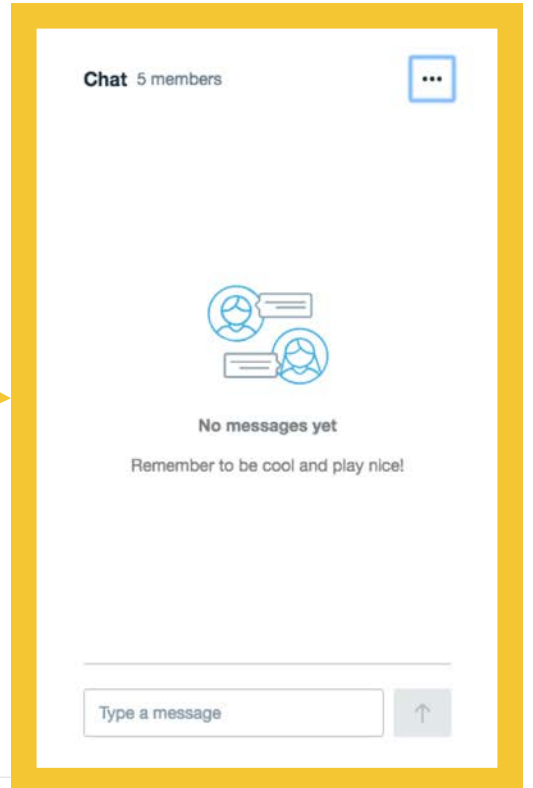 Chat 5 members
No messages yet
Remember to be cool and play nice!
Type a message